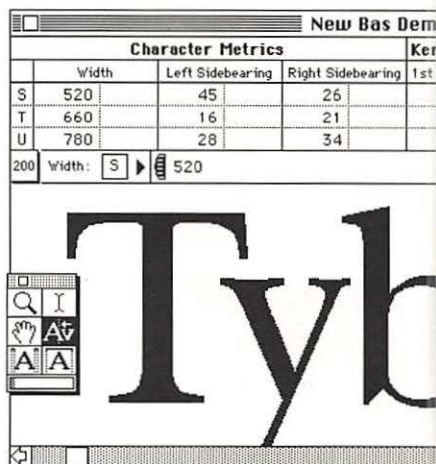 New Bas Dem
Character Metrics Ker
Width Left Sidebearing Right Sidebearing 1st
S 520 45 26
T 660 16 21
U 780 28 34
200 Width: S 520
Tyb
A
A A